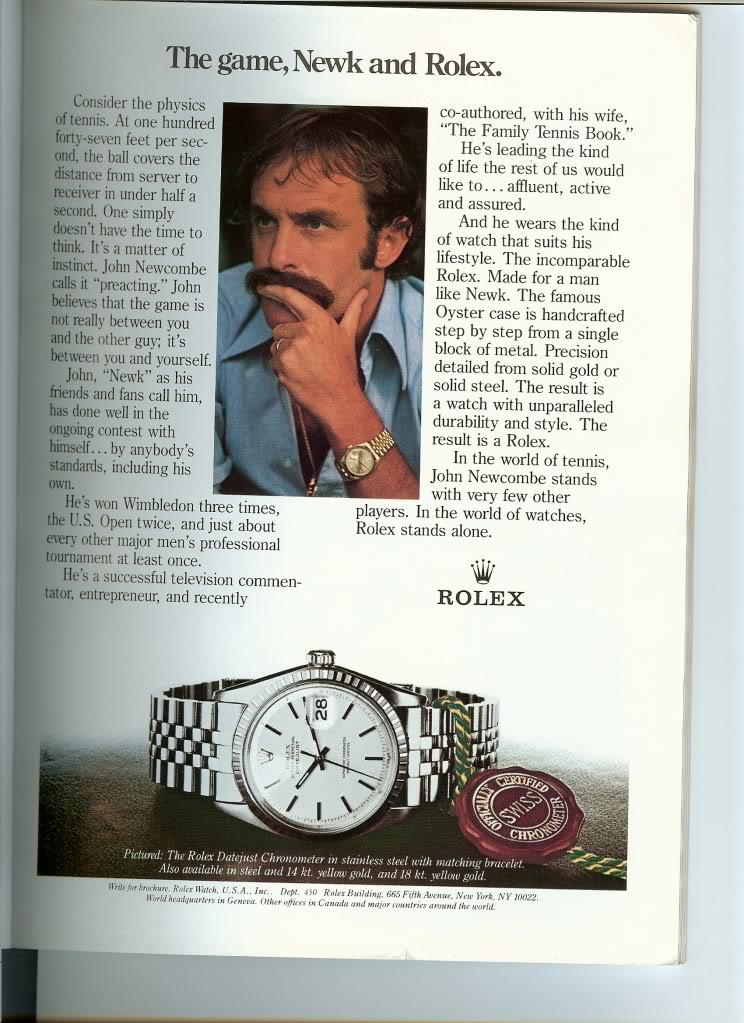 The game, Newk and Rolex.
Consider the physics
of tennis. At one hundred
forty-seven feet per sec-
ond, the ball covers the
distance from server to
receiver in under half a
second. One simply
doesn't have the time to
think. It's a matter of
instinct. John Newcombe
calls it “preacting.” John
believes that the game is
not really between you
and the other guy; it's
between you and yourself.
John, “Newk” as his
friends and fans call him,
has done well in the
ongoing contest with
himself... by anybody's
standards, including his
own.
He's won Wimbledon three times,
the U.S. Open twice, and just about
every other major men's professional
tournament at least once.
He's a successful television commen-
tator, entrepreneur, and recently
co-authored, with his wife,
“The Family Tennis Book.”
He's leading the kind
of life the rest of us would
like to... affluent, active
and assured.
And he wears the kind
of watch that suits his
lifestyle. The incomparable
Rolex. Made for a man
like Newk. The famous
Oyster case is handcrafted
step by step from a single
block of metal. Precision
detailed from solid gold or
solid steel. The result is
a watch with unparalleled
durability and style. The
result is a Rolex.
In the world of tennis,
John Newcombe stands
with very few other
players. In the world of watches,
Rolex stands alone.
ROLEX
28
ROLEX
OYSTER PERPETUAL
DATEJUST
OFFICIALLY CERTIFIED
SWISS
CHRONOMETER
Pictured: The Rolex Datejust Chronometer in stainless steel with matching bracelet.
Also available in steel and 14 kt. yellow gold, and 18 kt. yellow gold.
Write for brochure. Rolex Watch, U.S.A., Inc., Dept. 450 Rolex Building, 665 Fifth Avenue, New York, NY 10022.
World headquarters in Geneva. Other offices in Canada and major countries around the world.